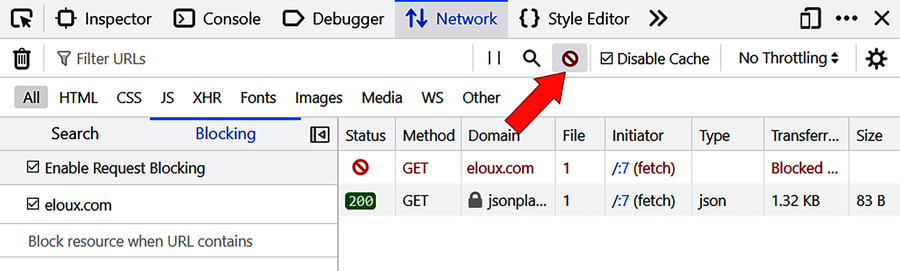 Inspector Console Debugger Network Style Editor
Filter URLs Disable Cache No Throttling
All HTML CSS JS XHR Fonts Images Media WS Other
Search Blocking Status Method Domain File Initiator Type Transferr... Size
Enable Request Blocking GET eloux.com 1 /:7 (fetch) Blocked ...
eloux.com 200 GET jsonpla... 1 /:7 (fetch) json 1.32 KB 83 B
Block resource when URL contains